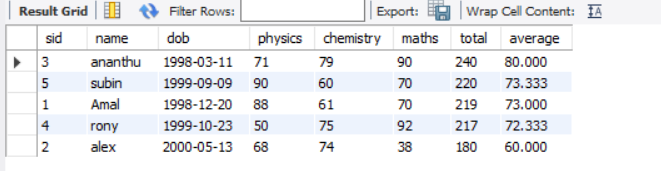 Result Grid Filter Rows: Export: Wrap Cell Content: IA
sid name dob physics chemistry maths total average
3 ananthu 1998-03-11 71 79 90 240 80.000
5 subin 1999-09-09 90 60 70 220 73.333
1 Amal 1998-12-20 88 61 70 219 73.000
4 rony 1999-10-23 50 75 92 217 72.333
2 alex 2000-05-13 68 74 38 180 60.000